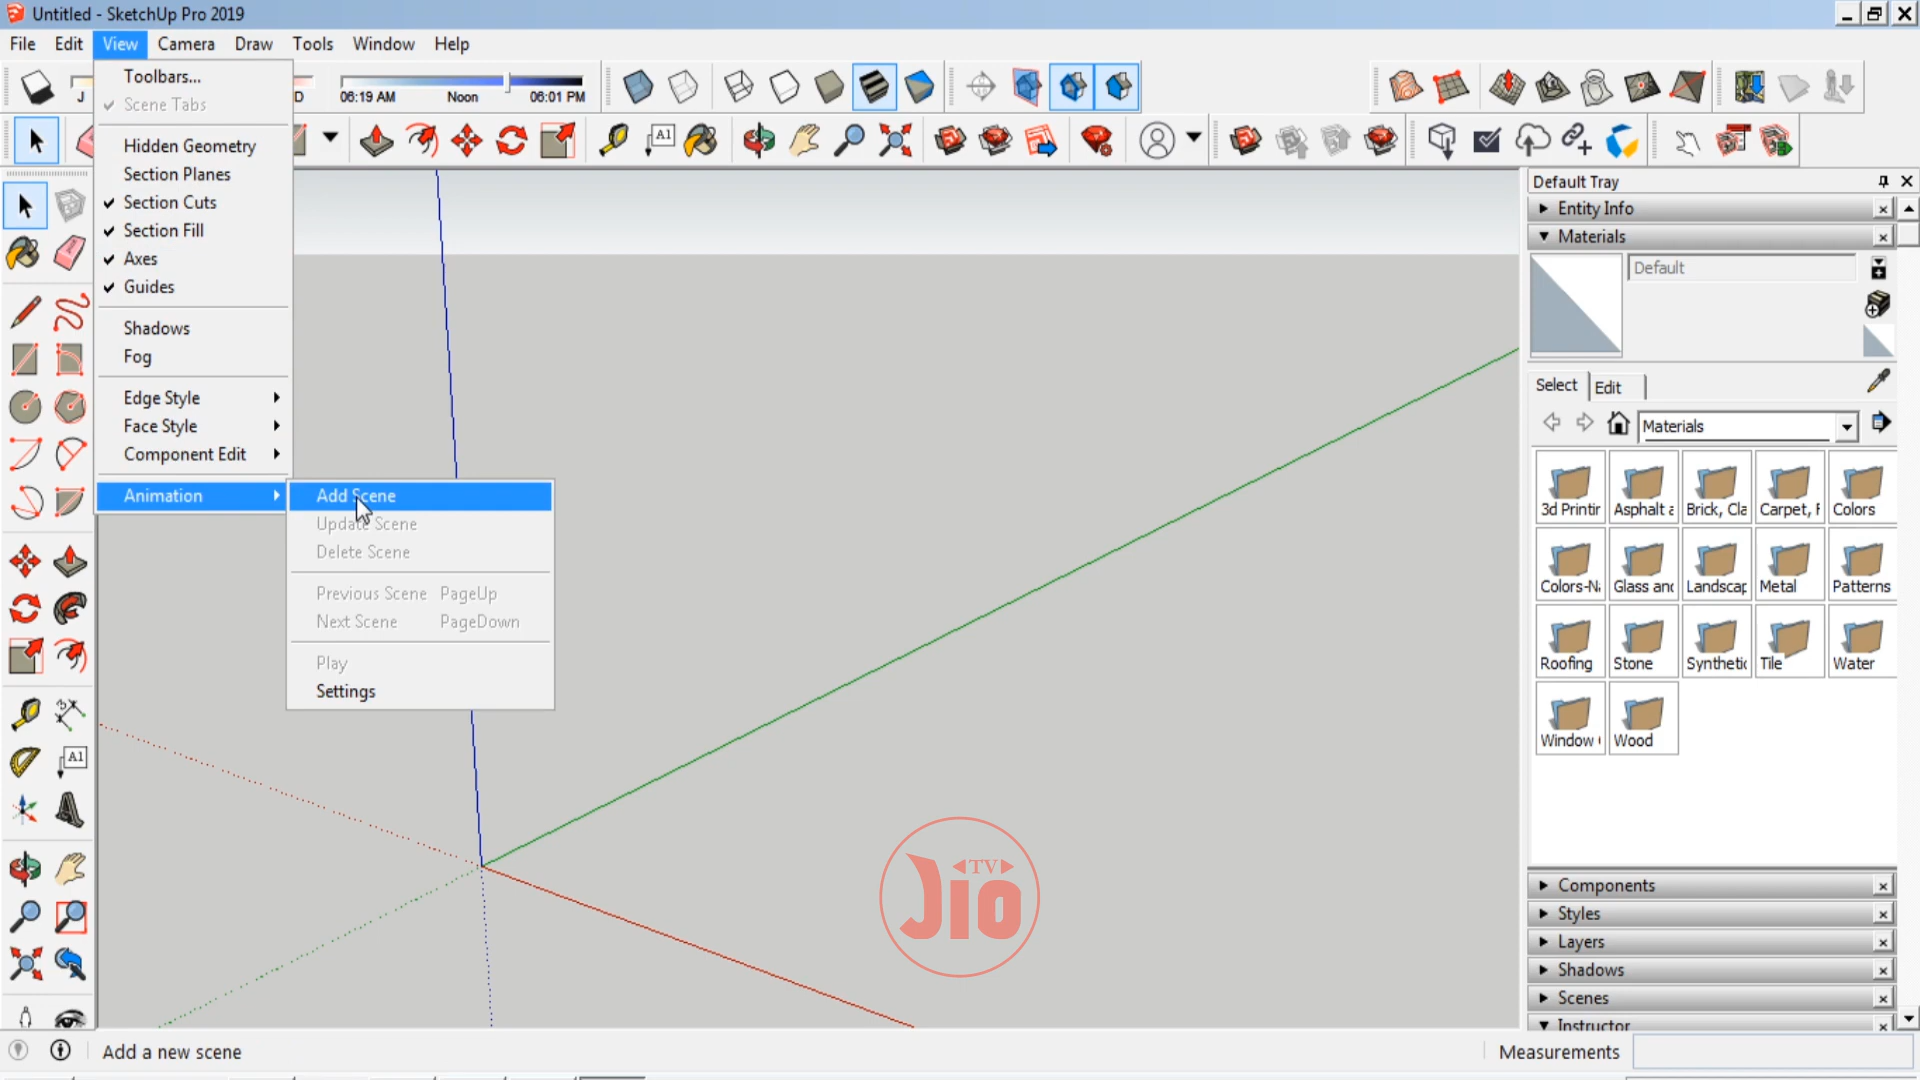 Untitled - SketchUp Pro 2019
File Edit View Camera Draw Tools Window Help
Toolbars...
Scene Tabs
Hidden Geometry
Section Planes
Section Cuts
Section Fill
Axes
Guides
Shadows
Fog
Edge Style
Face Style
Component Edit
Animation
Add Scene
Update Scene
Delete Scene
Previous Scene PageUp
Next Scene PageDown
Play
Settings
J
D
06:19 AM Noon 06:01 PM
A1
A1
Default Tray
Entity Info
Materials
Default
Select Edit
Materials
3d Printir Asphalt a Brick, Cla Carpet, F Colors
Colors-Na Glass and Landscap Metal Patterns
Roofing Stone Synthetic Tile Water
Window Wood
Components
Styles
Layers
Shadows
Scenes
Instructor
TV
JIO
Add a new scene
Measurements